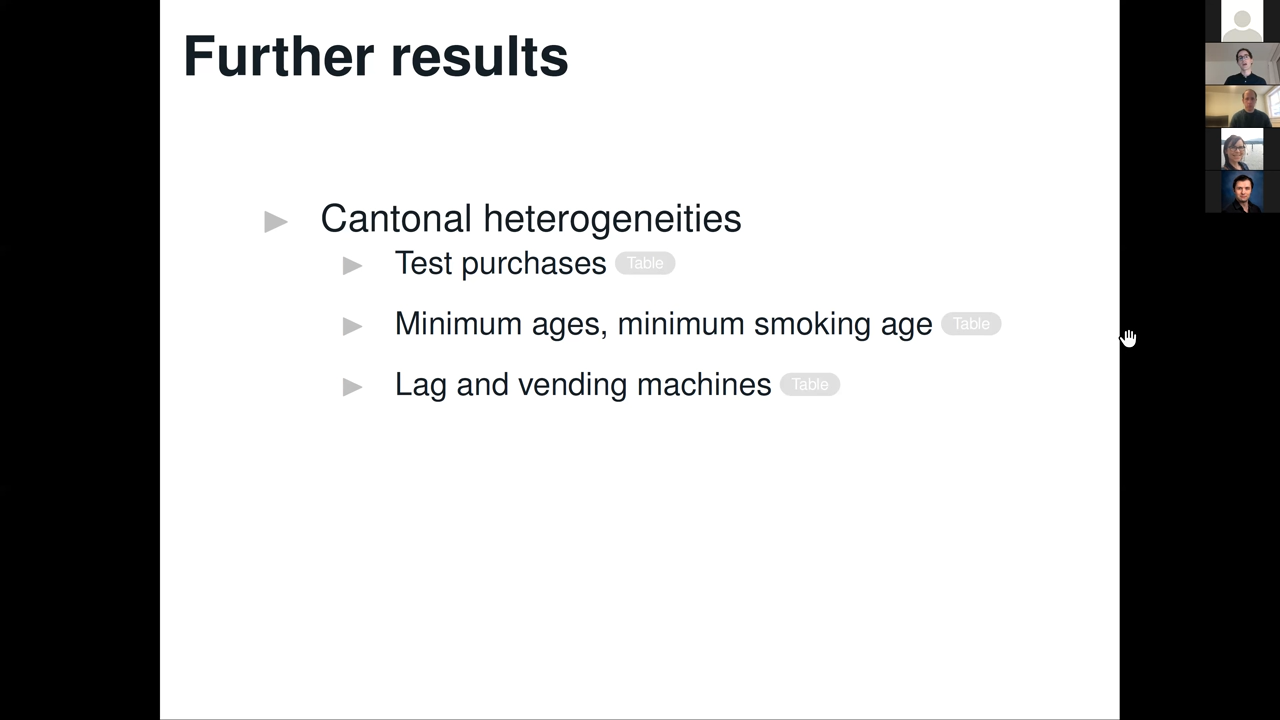 Further results
Cantonal heterogeneities
Test purchases Table
Minimum ages, minimum smoking age Table
Lag and vending machines Table